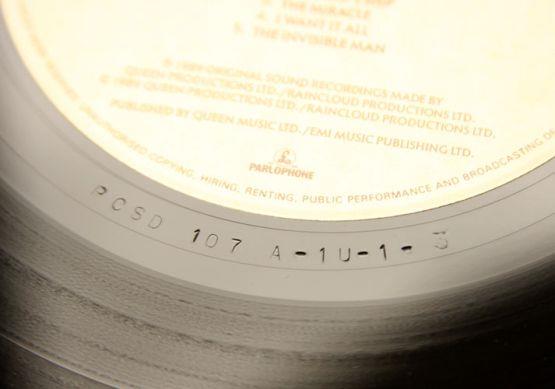 3. THE MIRACLE
4. I WANT IT ALL
5. THE INVISIBLE MAN
℗ 1989 ORIGINAL SOUND RECORDINGS MADE BY
QUEEN PRODUCTIONS LTD./RAINCLOUD PRODUCTIONS LTD.
© 1989 QUEEN PRODUCTIONS LTD./RAINCLOUD PRODUCTIONS LTD.
PUBLISHED BY QUEEN MUSIC LTD./EMI MUSIC PUBLISHING LTD.
PARLOPHONE
UNAUTHORISED COPYING, HIRING, RENTING, PUBLIC PERFORMANCE AND BROADCASTING
PCSD 107 A-1U-1-3